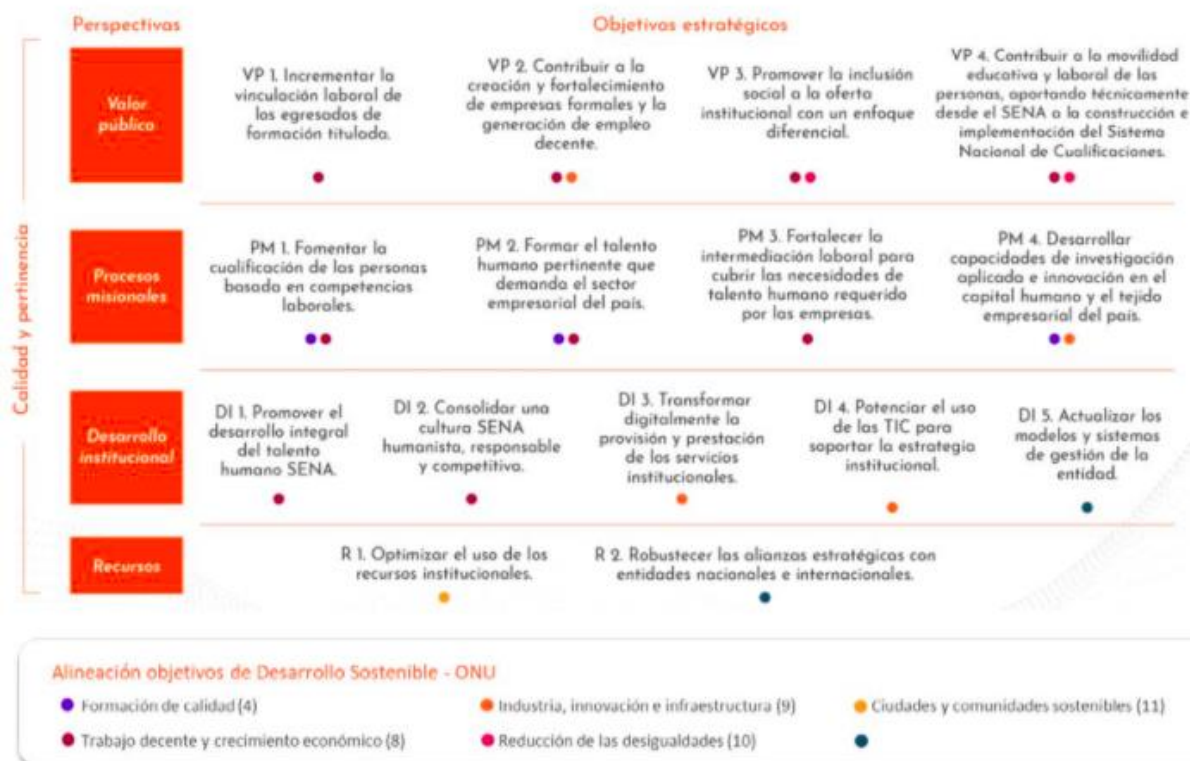 Perspectivas
Objetivos estratégicos
Calidad y pertinencia
Valor
público
VP 1. Incrementar la
vinculación laboral de
los egresados de
formación titulada.
VP 2. Contribuir a la
creación y fortalecimiento
de empresas formales y la
generación de empleo
decente.
VP 3. Promover la inclusión
social a la oferta
institucional con un enfoque
diferencial.
VP 4. Contribuir a la movilidad
educativa y laboral de las
personas, aportando técnicamente
desde el SENA a la construcción e
implementación del Sistema
Nacional de Cualificaciones.
Procesos
misionales
PM 1. Fomentar la
cualificación de las personas
basada en competencias
laborales.
PM 2. Formar el talento
humano pertinente que
demanda el sector
empresarial del país.
PM 3. Fortalecer la
intermediación laboral para
cubrir las necesidades de
talento humano requerido
por las empresas.
PM 4. Desarrollar
capacidades de investigación
aplicada e innovación en el
capital humano y el tejido
empresarial del país.
Desarrollo
institucional
DI 1. Promover el
desarrollo integral
del talento
humano SENA.
DI 2. Consolidar una
cultura SENA
humanista, responsable
y competitiva.
DI 3. Transformar
digitalmente la
provisión y prestación
de los servicios
institucionales.
DI 4. Potenciar el uso
de las TIC para
soportar la estrategia
institucional.
DI 5. Actualizar los
modelos y sistemas
de gestión de la
entidad.
Recursos
R 1. Optimizar el uso de los
recursos institucionales.
R 2. Robustecer las alianzas estratégicas con
entidades nacionales e internacionales.
Alineación objetivos de Desarrollo Sostenible - ONU
Formación de calidad (4)
Industria, innovación e infraestructura (9)
Ciudades y comunidades sostenibles (11)
Trabajo decente y crecimiento económico (8)
Reducción de las desigualdades (10)